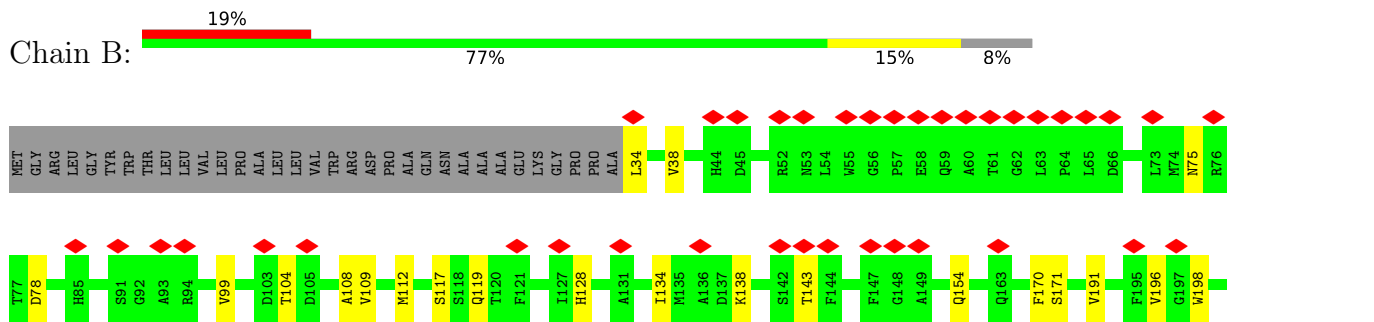 19%
Chain B:
77% 15% 8%
MET GLY ARG LEU GLY TYR TRP THR LEU LEU VAL LEU PRO ALA LEU LEU VAL TRP ARG ASP PRO ALA GLN ASN ALA ALA ALA GLU LYS GLY PRO PRO ALA L34 V38 H44 D45 R52 N53 L54 W55 G56 P57 E58 Q59 A60 T61 G62 L63 P64 L65 D66 L73 M74 N75 R76
T77 D78 H85 S91 G92 A93 R94 V99 D103 T104 D105 A108 V109 M112 S117 S118 Q119 T120 F121 I127 H128 A131 I134 M135 A136 D137 K138 S142 T143 F144 F147 G148 A149 Q154 Q163 F170 S171 V191 F195 V196 G197 W198